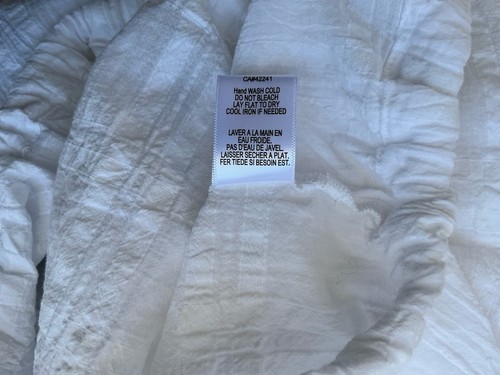 CA#42241
Hand WASH COLD
DO NOT BLEACH
LAY FLAT TO DRY
COOL IRON IF NEEDED
LAVER A LA MAIN EN
EAU FROIDE.
PAS D'EAU DE JAVEL.
LAISSER SECHER A PLAT,
FER TIEDE SI BESOIN EST.